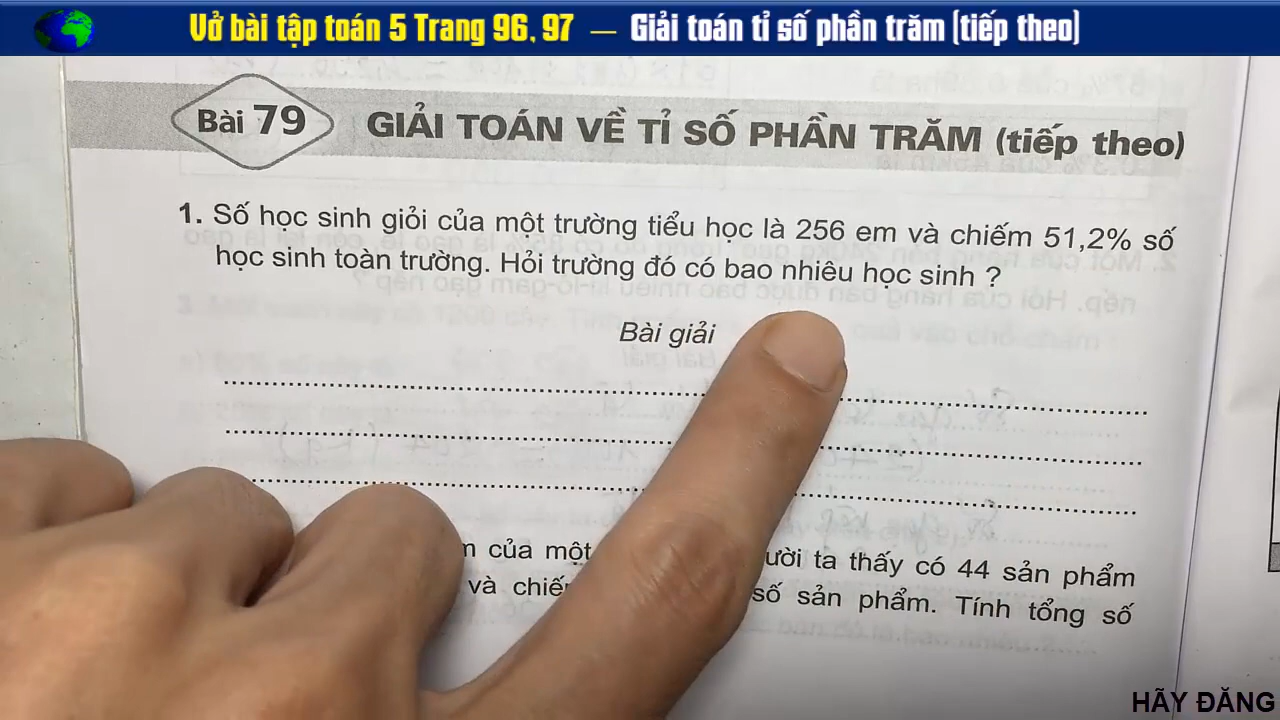 Vở bài tập toán 5 Trang 96, 97 — Giải toán tỉ số phần trăm (tiếp theo)
Bài 79 GIẢI TOÁN VỀ TỈ SỐ PHẦN TRĂM (tiếp theo)
1. Số học sinh giỏi của một trường tiểu học là 256 em và chiếm 51,2% số
học sinh toàn trường. Hỏi trường đó có bao nhiêu học sinh ?
Bài giải
của một ta thấy có 44 sản phẩm
và số sản phẩm. Tính tổng số
HÃY ĐĂNG